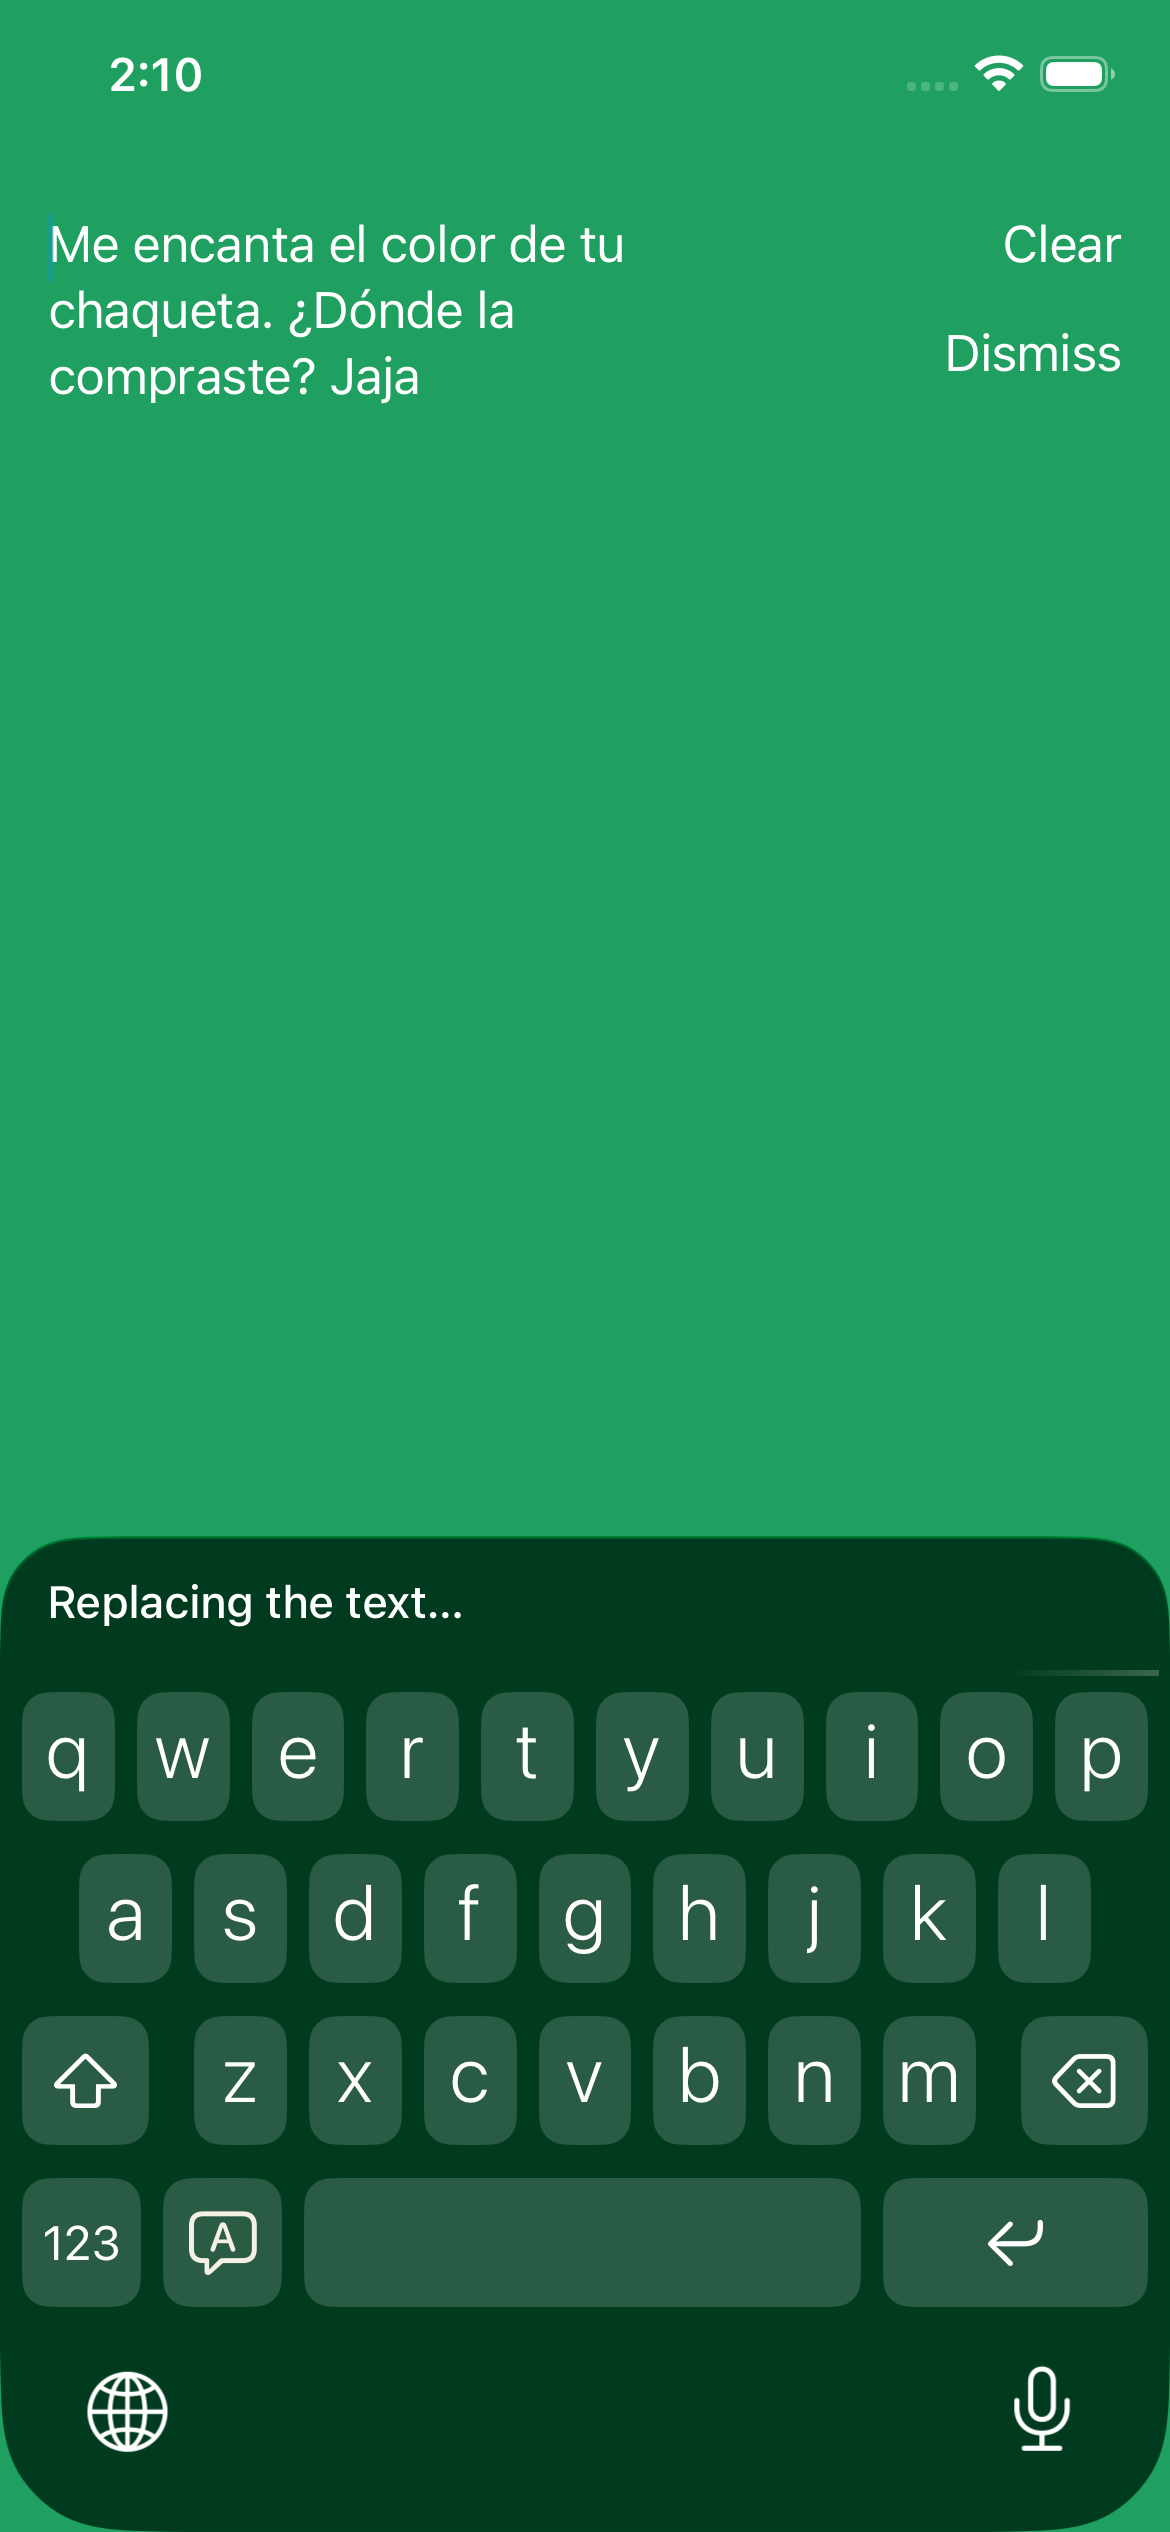 2:10
Me encanta el color de tu
chaqueta. ¿Dónde la
compraste? Jaja
Clear
Dismiss
Replacing the text...
q w e r t y u i o p
a s d f g h j k l
z x c v b n m
123
A